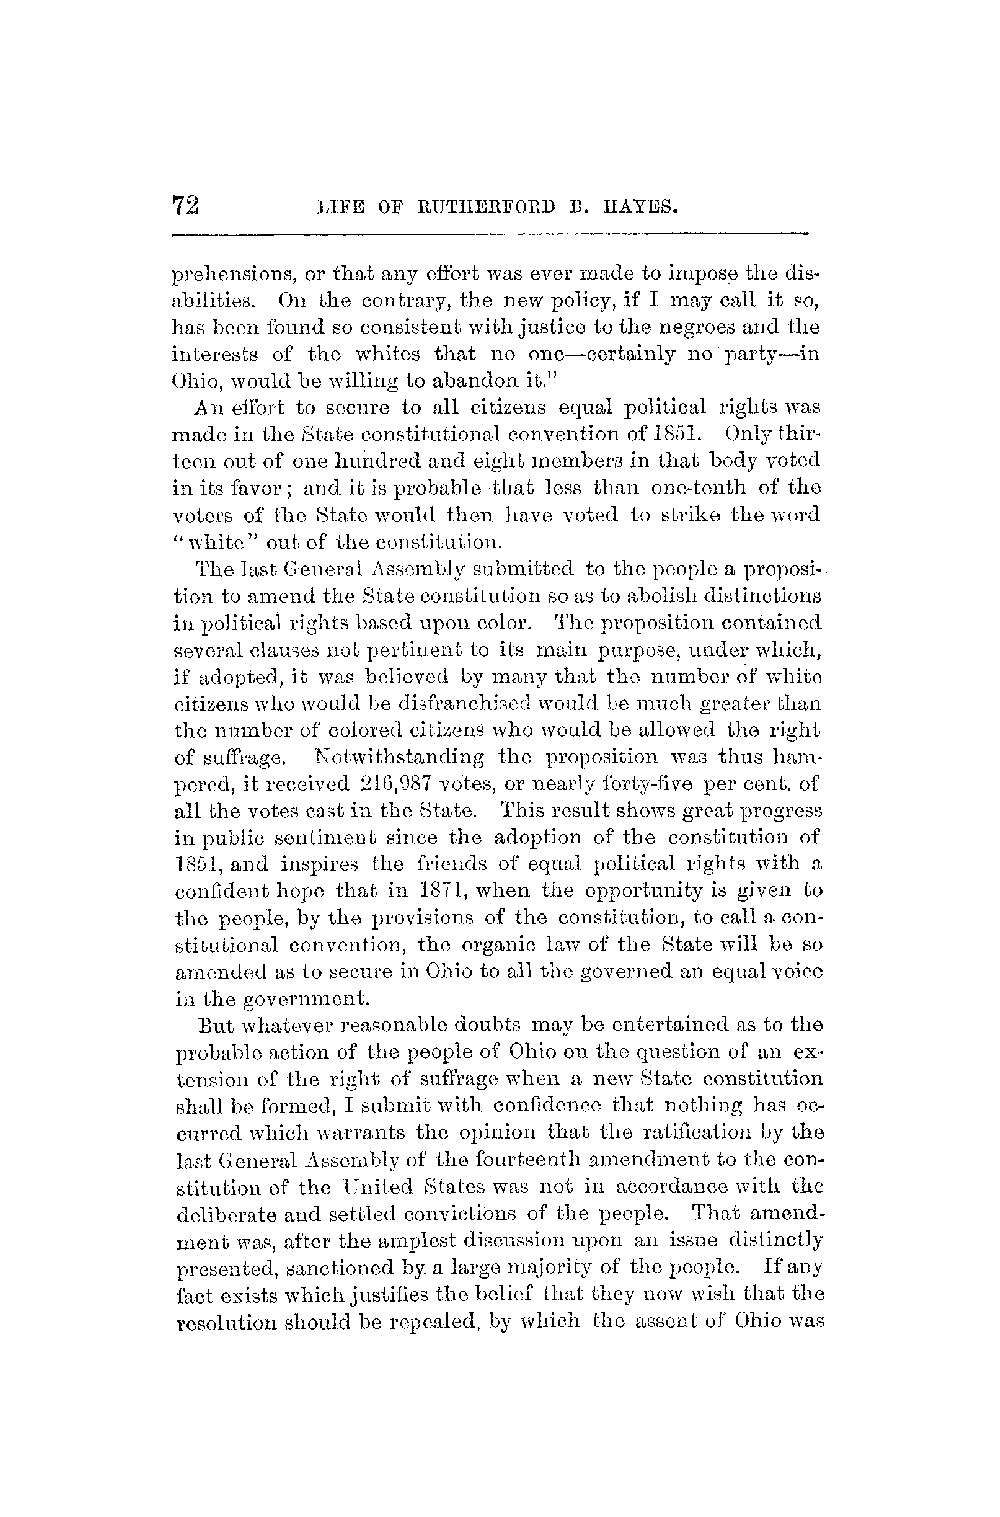 72 LIFE OF RUTHERFORD B. HAYES.
prehensions, or that any effort was ever made to impose the dis-
abilities. On the contrary, the new policy, if I may call it so,
has been found so consistent with justice to the negroes and the
interests of the whites that no one—certainly no party—in
Ohio, would be willing to abandon it."
An effort to secure to all citizens equal political rights was
made in the State constitutional convention of 1851. Only thir-
teen out of one hundred and eight members in that body voted
in its favor; and it is probable that less than one-tenth of the
voters of the State would then have voted to strike the word
"white" out of the constitution.
The last General Assembly submitted to the people a proposi-
tion to amend the State constitution so as to abolish distinctions
in political rights based upon color. The proposition contained
several clauses not pertinent to its main purpose, under which,
if adopted, it was believed by many that the number of white
citizens who would be disfranchised would be much greater than
the number of colored citizens who would be allowed the right
of suffrage. Notwithstanding the proposition was thus ham-
pered, it received 216,987 votes, or nearly forty-five per cent. of
all the votes cast in the State. This result shows great progress
in public sentiment since the adoption of the constitution of
1851, and inspires the friends of equal political rights with a
confident hope that in 1871, when the opportunity is given to
the people, by the provisions of the constitution, to call a con-
stitutional convention, the organic law of the State will be so
amended as to secure in Ohio to all the governed an equal voice
in the government.
But whatever reasonable doubts may be entertained as to the
probable action of the people of Ohio on the question of an ex-
tension of the right of suffrage when a new State constitution
shall be formed, I submit with confidence that nothing has oc-
curred which warrants the opinion that the ratification by the
last General Assembly of the fourteenth amendment to the con-
stitution of the United States was not in accordance with the
deliberate and settled convictions of the people. That amend-
ment was, after the amplest discussion upon an issue distinctly
presented, sanctioned by a large majority of the people. If any
fact exists which justifies the belief that they now wish that the
resolution should be repealed, by which the assent of Ohio was